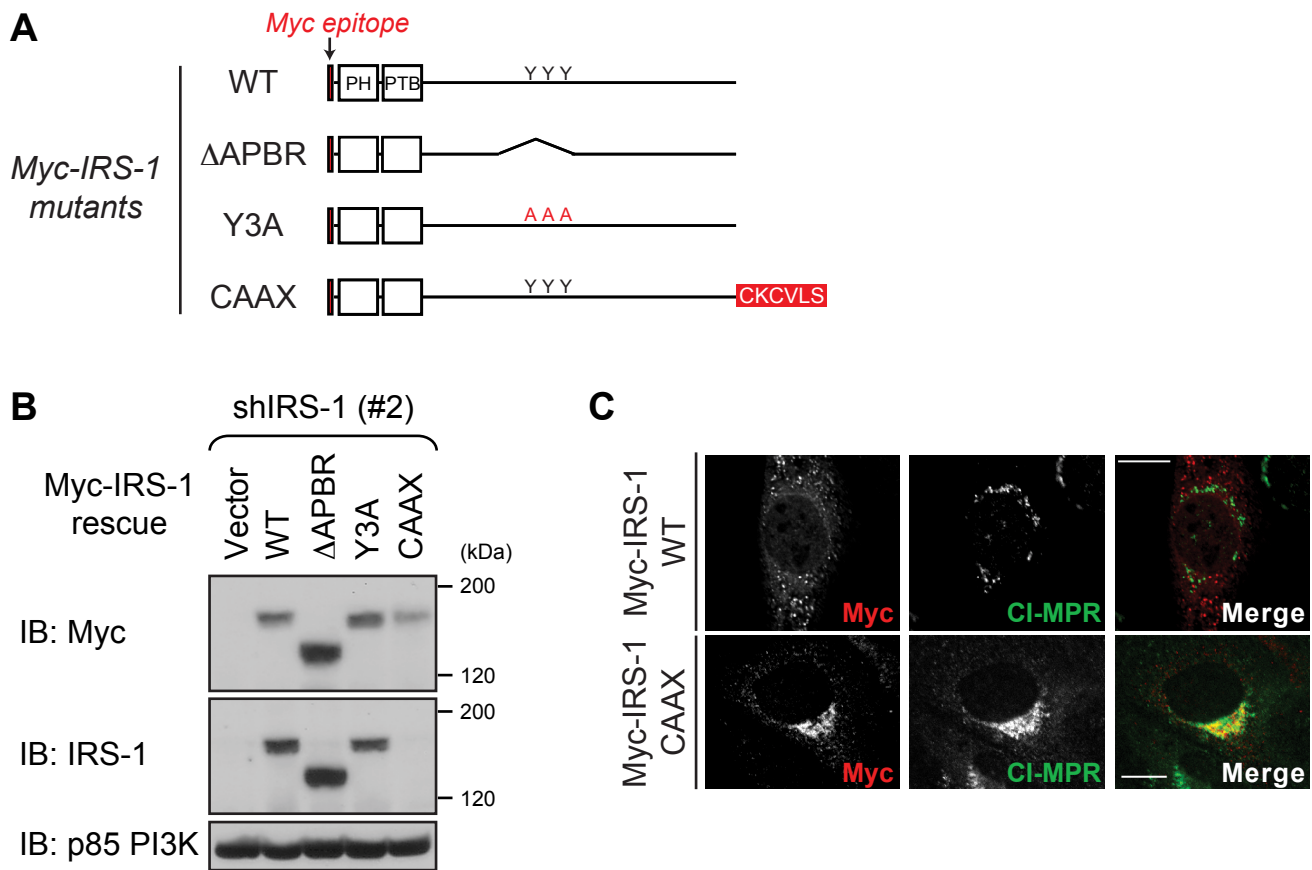 A
Myc epitope
WT
PH
PTB
Y Y Y
ΔAPBR
Myc-IRS-1
mutants
Y3A
A A A
CAAX
Y Y Y
CKCVLS
B
shIRS-1 (#2)
Myc-IRS-1
rescue
Vector
WT
ΔAPBR
Y3A
CAAX
(kDa)
IB: Myc
200
120
IB: IRS-1
200
120
IB: p85 PI3K
C
Myc-IRS-1
WT
Myc
CI-MPR
Merge
Myc-IRS-1
CAAX
Myc
CI-MPR
Merge